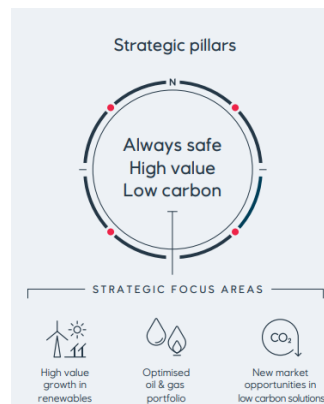 Strategic pillars
N
Always safe
High value
Low carbon
STRATEGIC FOCUS AREAS
CO₂
High value
growth in
renewables
Optimised
oil & gas
portfolio
New market
opportunities in
low carbon solutions